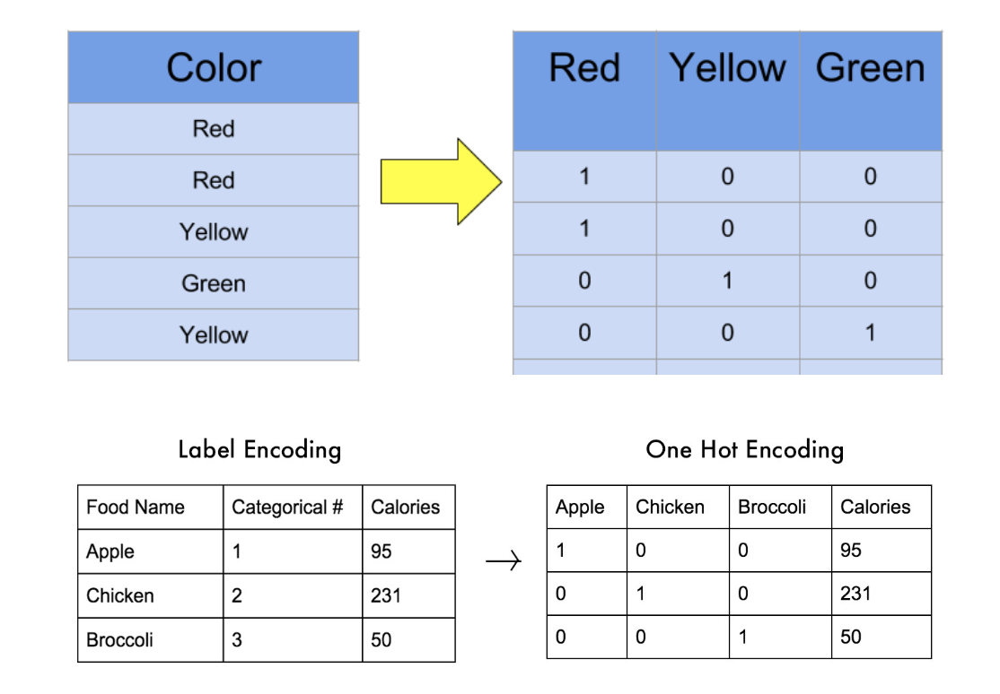 Color
Red
Red
Yellow
Green
Yellow
Red Yellow Green
1 0 0
1 0 0
0 1 0
0 0 1
Label Encoding
Food Name Categorical # Calories
Apple 1 95
Chicken 2 231
Broccoli 3 50
One Hot Encoding
Apple Chicken Broccoli Calories
1 0 0 95
0 1 0 231
0 0 1 50